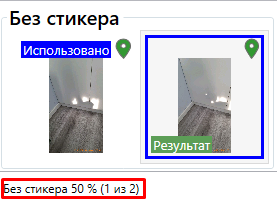 Без стикера
Использовано
Результат
Без стикера 50 % (1 из 2)